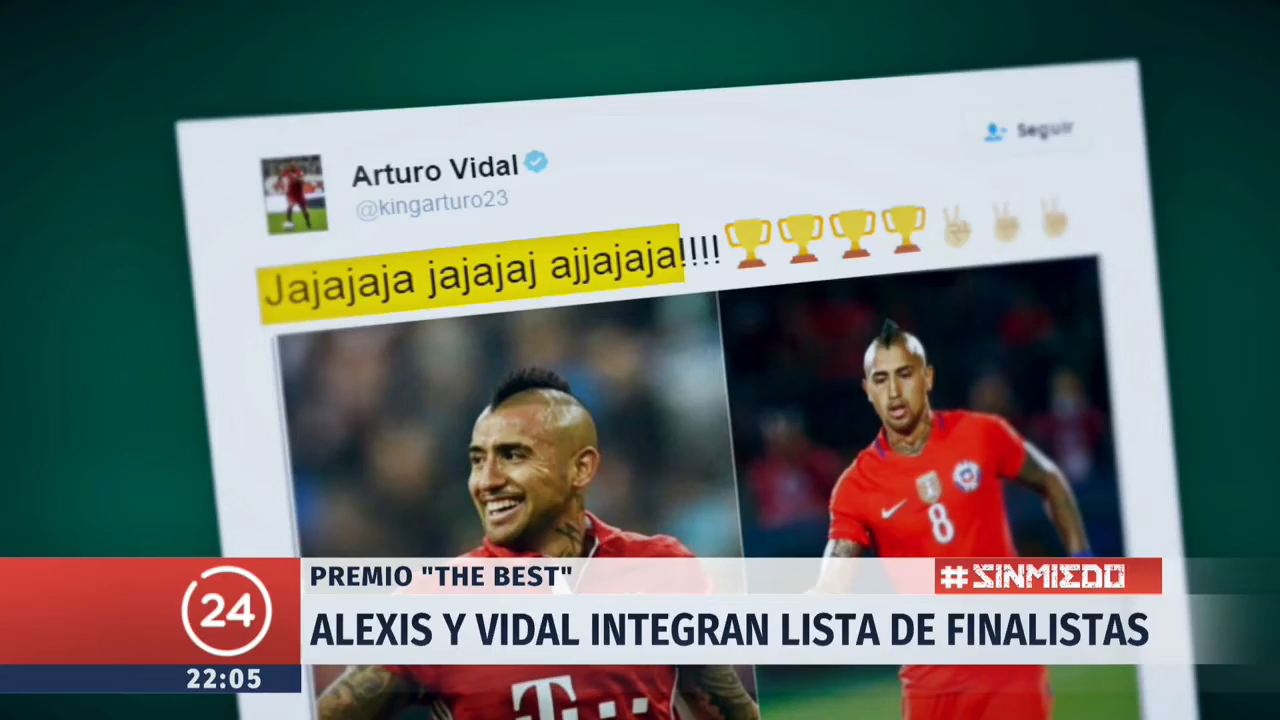 Seguir
Arturo Vidal
@kingarturo23
Jajajaja jajajaj ajjajaja!!!!🏆🏆🏆🏆✌🏼✌🏼✌🏼
8
PREMIO "THE BEST"
#SINMIEDO
24
ALEXIS Y VIDAL INTEGRAN LISTA DE FINALISTAS
22:05
T